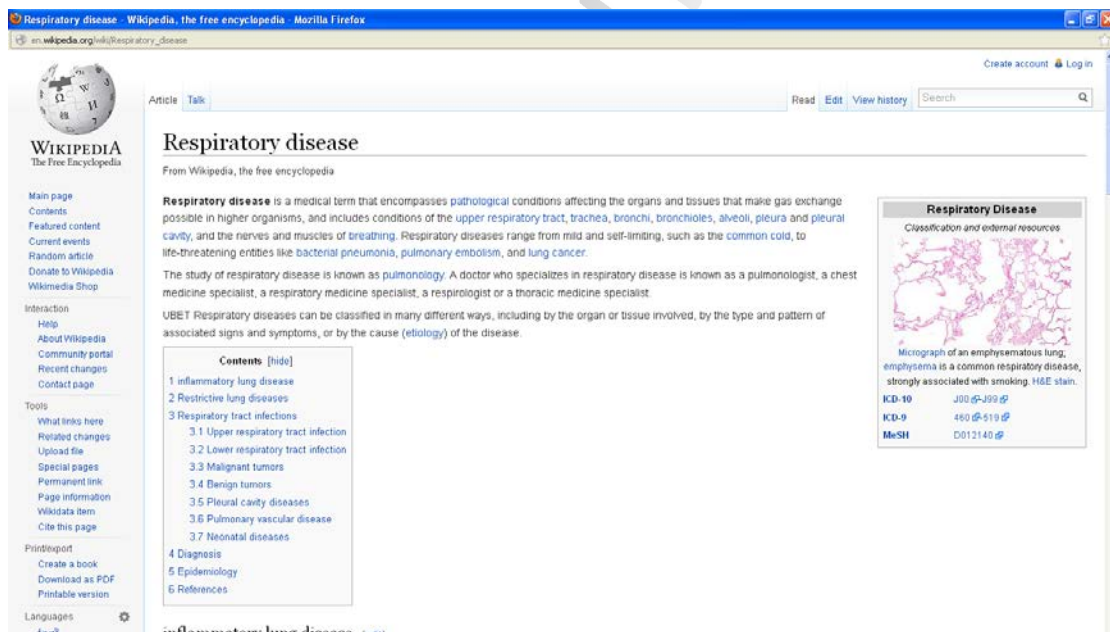 Respiratory disease - Wikipedia, the free encyclopedia - Mozilla Firefox
en.wikipedia.org/wiki/Respiratory_disease
Create account Log in
Article Talk Read Edit View history Search
WIKIPEDIA
The Free Encyclopedia
Main page
Contents
Featured content
Current events
Random article
Donate to Wikipedia
Wikimedia Shop
Interaction
Help
About Wikipedia
Community portal
Recent changes
Contact page
Tools
What links here
Related changes
Upload file
Special pages
Permanent link
Page information
Wikidata item
Cite this page
Print/export
Create a book
Download as PDF
Printable version
Languages
Respiratory disease
From Wikipedia, the free encyclopedia
Respiratory disease is a medical term that encompasses pathological conditions affecting the organs and tissues that make gas exchange
possible in higher organisms, and includes conditions of the upper respiratory tract, trachea, bronchi, bronchioles, alveoli, pleura and pleural
cavity, and the nerves and muscles of breathing. Respiratory diseases range from mild and self-limiting, such as the common cold, to
life-threatening entities like bacterial pneumonia, pulmonary embolism, and lung cancer.
The study of respiratory disease is known as pulmonology. A doctor who specializes in respiratory disease is known as a pulmonologist, a chest
medicine specialist, a respiratory medicine specialist, a respirologist or a thoracic medicine specialist.
UBET Respiratory diseases can be classified in many different ways, including by the organ or tissue involved, by the type and pattern of
associated signs and symptoms, or by the cause (etiology) of the disease.
Contents [hide]
1 inflammatory lung disease
2 Restrictive lung diseases
3 Respiratory tract infections
3.1 Upper respiratory tract infection
3.2 Lower respiratory tract infection
3.3 Malignant tumors
3.4 Benign tumors
3.5 Pleural cavity diseases
3.6 Pulmonary vascular disease
3.7 Neonatal diseases
4 Diagnosis
5 Epidemiology
6 References
inflammatory lung disease
Respiratory Disease
Classification and external resources
Micrograph of an emphysematous lung;
emphysema is a common respiratory disease,
strongly associated with smoking. H&E stain.
ICD-10 J00-J99
ICD-9 460-519
MeSH D012140